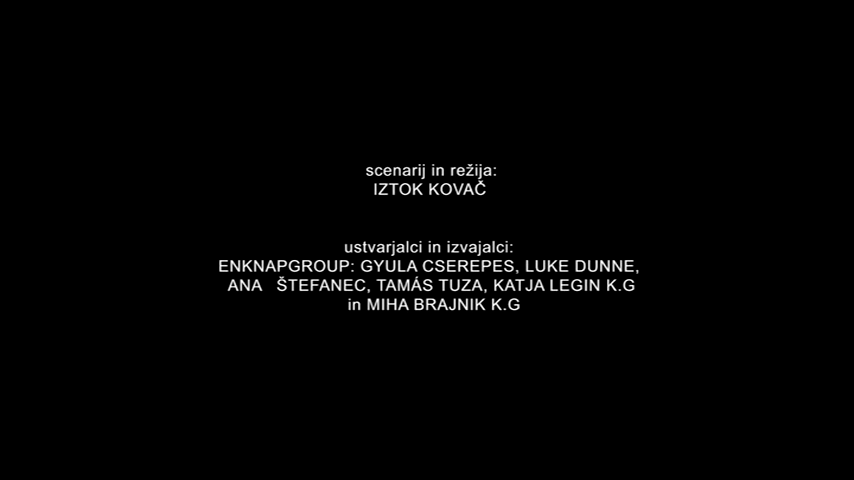 scenarij in režija:
IZTOK KOVAČ
ustvarjalci in izvajalci:
ENKNAPGROUP: GYULA CSEREPES, LUKE DUNNE,
ANA ŠTEFANEC, TAMÁS TUZA, KATJA LEGIN K.G
in MIHA BRAJNIK K.G